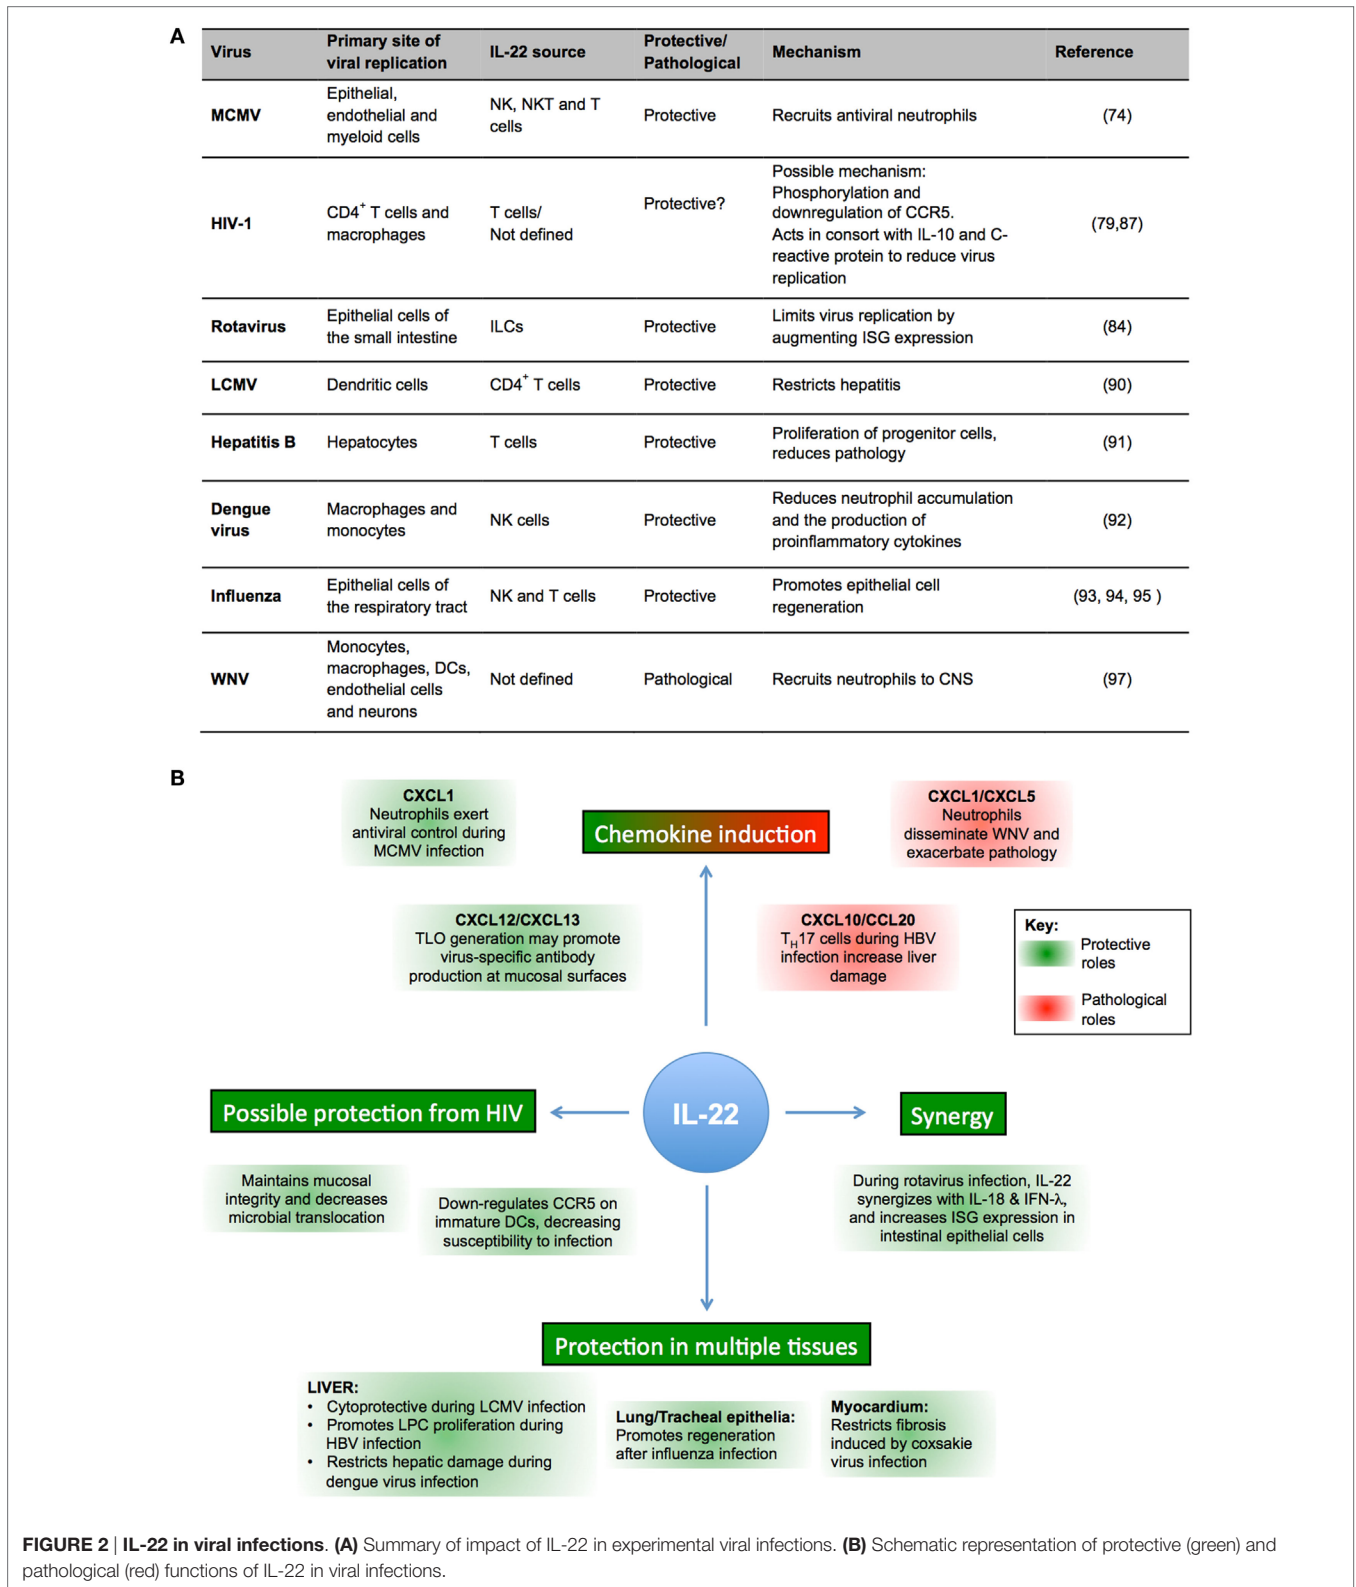 A
Virus
Primary site of
viral replication
IL-22 source
Protective/
Pathological
Mechanism
Reference
MCMV
Epithelial,
endothelial and
myeloid cells
NK, NKT and T
cells
Protective
Recruits antiviral neutrophils
(74)
HIV-1
CD4+ T cells and
macrophages
T cells/
Not defined
Protective?
Possible mechanism:
Phosphorylation and
downregulation of CCR5.
Acts in consort with IL-10 and C-
reactive protein to reduce virus
replication
(79,87)
Rotavirus
Epithelial cells of
the small intestine
ILCs
Protective
Limits virus replication by
augmenting ISG expression
(84)
LCMV
Dendritic cells
CD4+ T cells
Protective
Restricts hepatitis
(90)
Hepatitis B
Hepatocytes
T cells
Protective
Proliferation of progenitor cells,
reduces pathology
(91)
Dengue
virus
Macrophages and
monocytes
NK cells
Protective
Reduces neutrophil accumulation
and the production of
proinflammatory cytokines
(92)
Influenza
Epithelial cells of
the respiratory tract
NK and T cells
Protective
Promotes epithelial cell
regeneration
(93, 94, 95 )
WNV
Monocytes,
macrophages, DCs,
endothelial cells
and neurons
Not defined
Pathological
Recruits neutrophils to CNS
(97)
B
CXCL1
Neutrophils exert
antiviral control during
MCMV infection
Chemokine induction
CXCL1/CXCL5
Neutrophils
disseminate WNV and
exacerbate pathology
CXCL12/CXCL13
TLO generation may promote
virus-specific antibody
production at mucosal surfaces
CXCL10/CCL20
TH17 cells during HBV
infection increase liver
damage
Key:
Protective
roles
Pathological
roles
Possible protection from HIV
IL-22
Synergy
Maintains mucosal
integrity and decreases
microbial translocation
Down-regulates CCR5 on
immature DCs, decreasing
susceptibility to infection
During rotavirus infection, IL-22
synergizes with IL-18 & IFN-λ,
and increases ISG expression in
intestinal epithelial cells
Protection in multiple tissues
LIVER:
• Cytoprotective during LCMV infection
• Promotes LPC proliferation during
HBV infection
• Restricts hepatic damage during
dengue virus infection
Lung/Tracheal epithelia:
Promotes regeneration
after influenza infection
Myocardium:
Restricts fibrosis
induced by coxsakie
virus infection
FIGURE 2 | IL-22 in viral infections. (A) Summary of impact of IL-22 in experimental viral infections. (B) Schematic representation of protective (green) and
pathological (red) functions of IL-22 in viral infections.